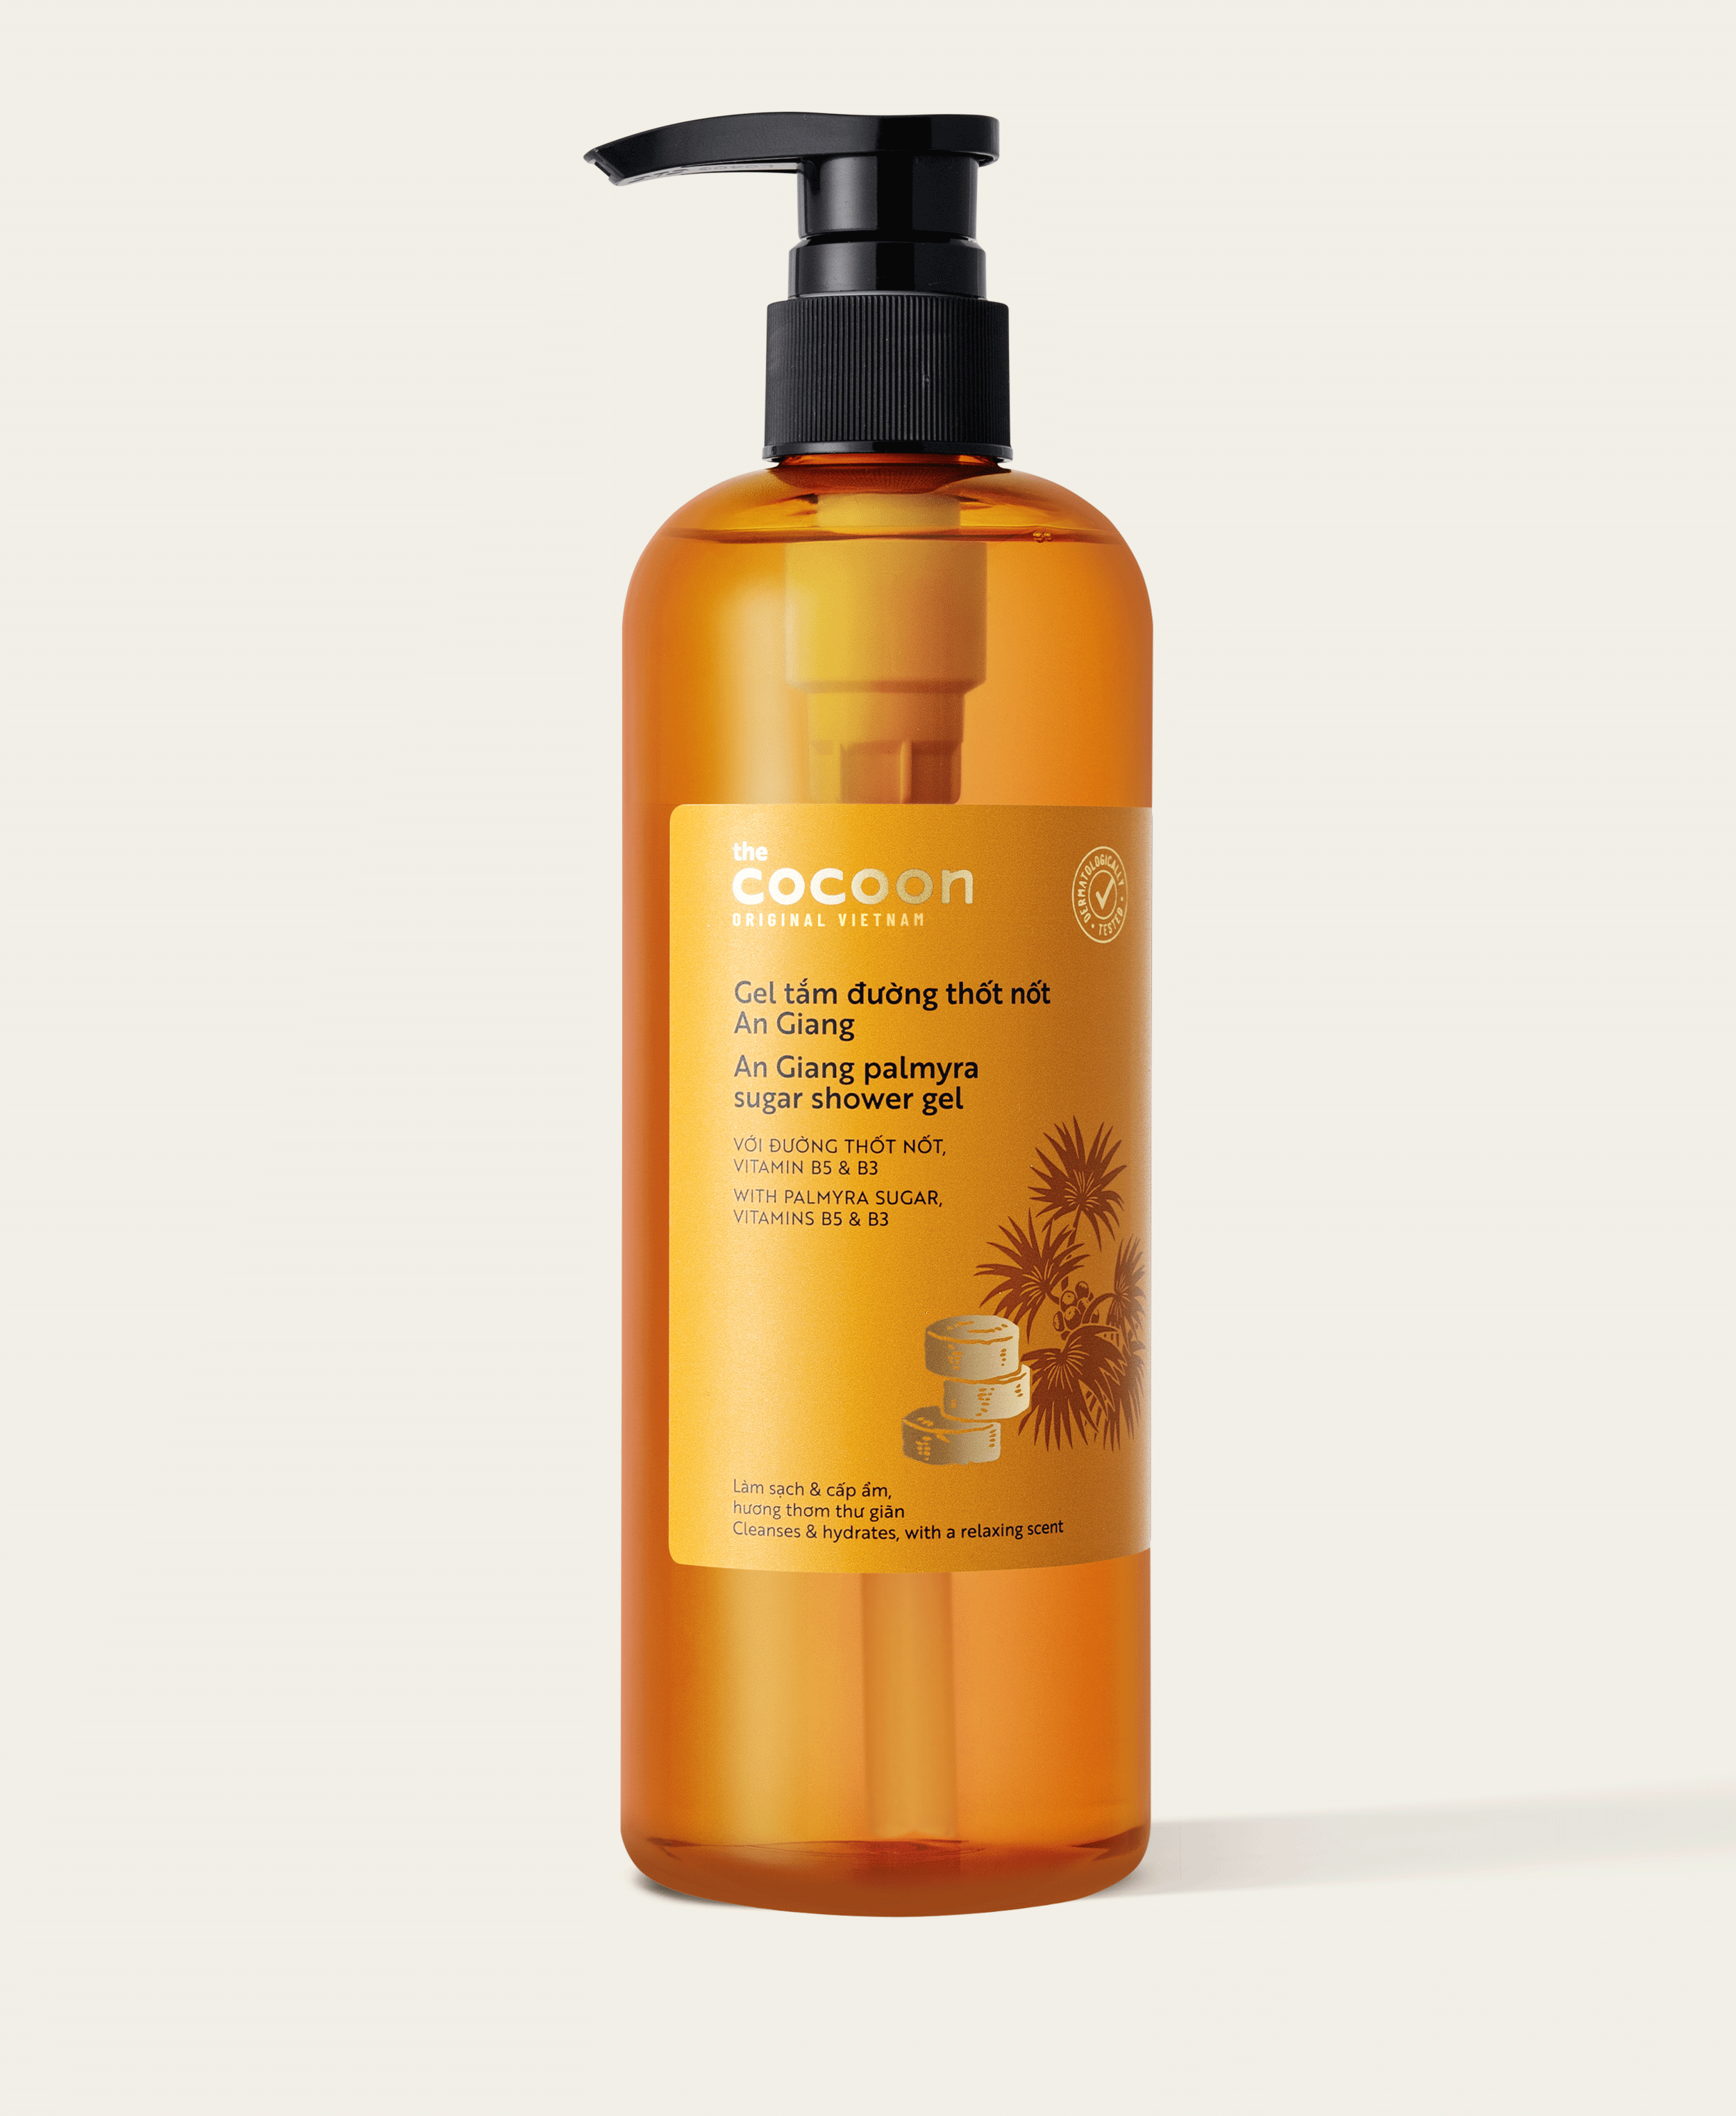 the
cocoon
ORIGINAL VIETNAM
DERMATOLOGICALLY
• TESTED •
Gel tắm đường thốt nốt
An Giang
An Giang palmyra
sugar shower gel
VỚI ĐƯỜNG THỐT NỐT,
VITAMIN B5 & B3
WITH PALMYRA SUGAR,
VITAMINS B5 & B3
Làm sạch & cấp ẩm,
hương thơm thư giãn
Cleanses & hydrates, with a relaxing scent